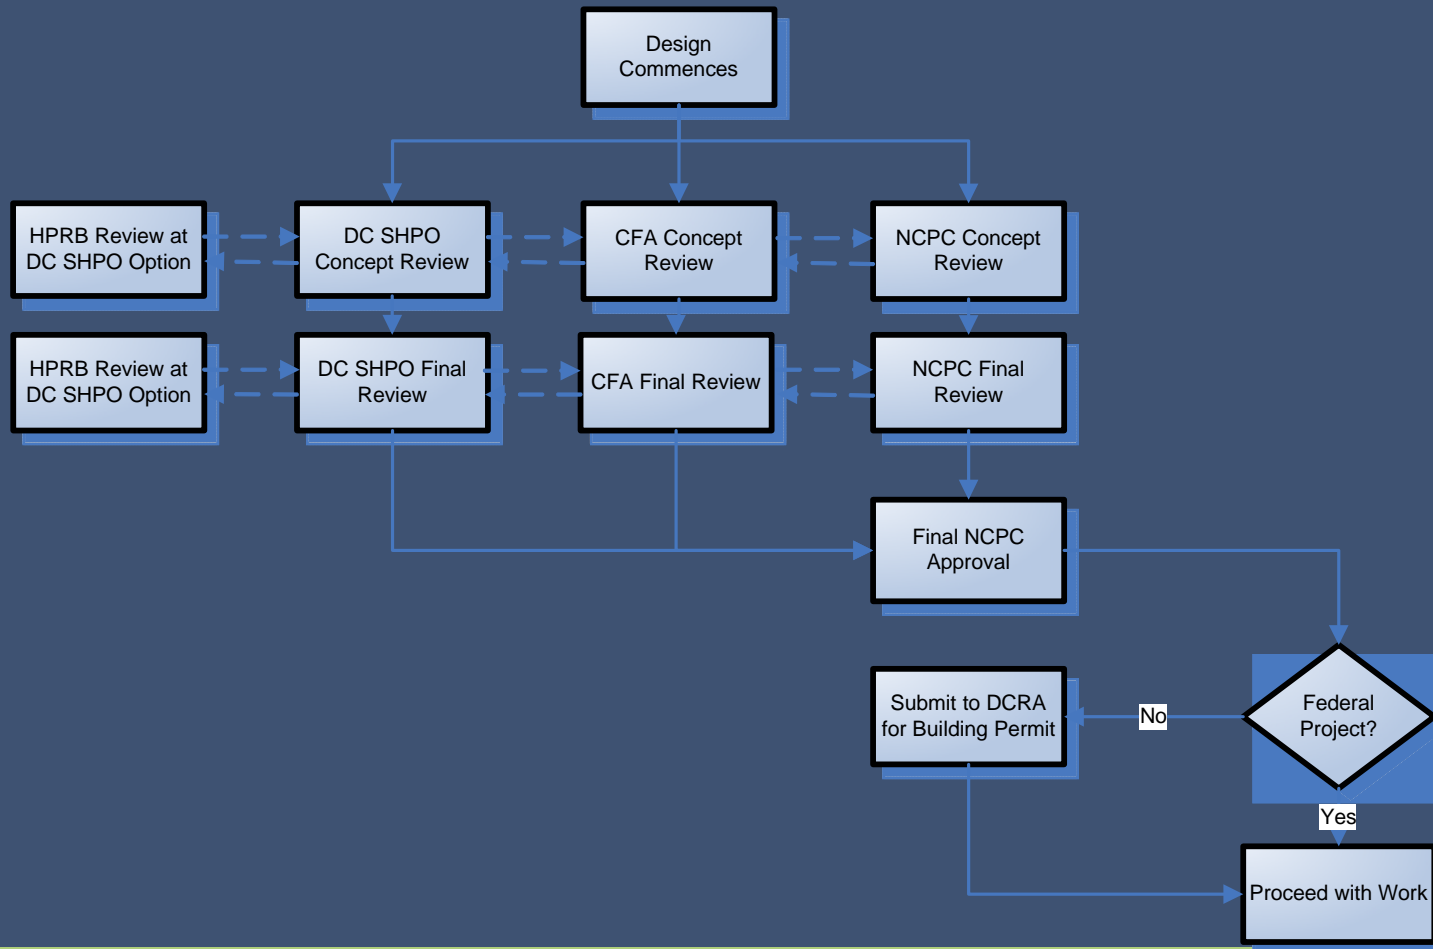 Design
Commences
HPRB Review at
DC SHPO Option
DC SHPO
Concept Review
CFA Concept
Review
NCPC Concept
Review
HPRB Review at
DC SHPO Option
DC SHPO Final
Review
CFA Final Review
NCPC Final
Review
Final NCPC
Approval
Submit to DCRA
for Building Permit
No
Federal
Project?
Yes
Proceed with Work